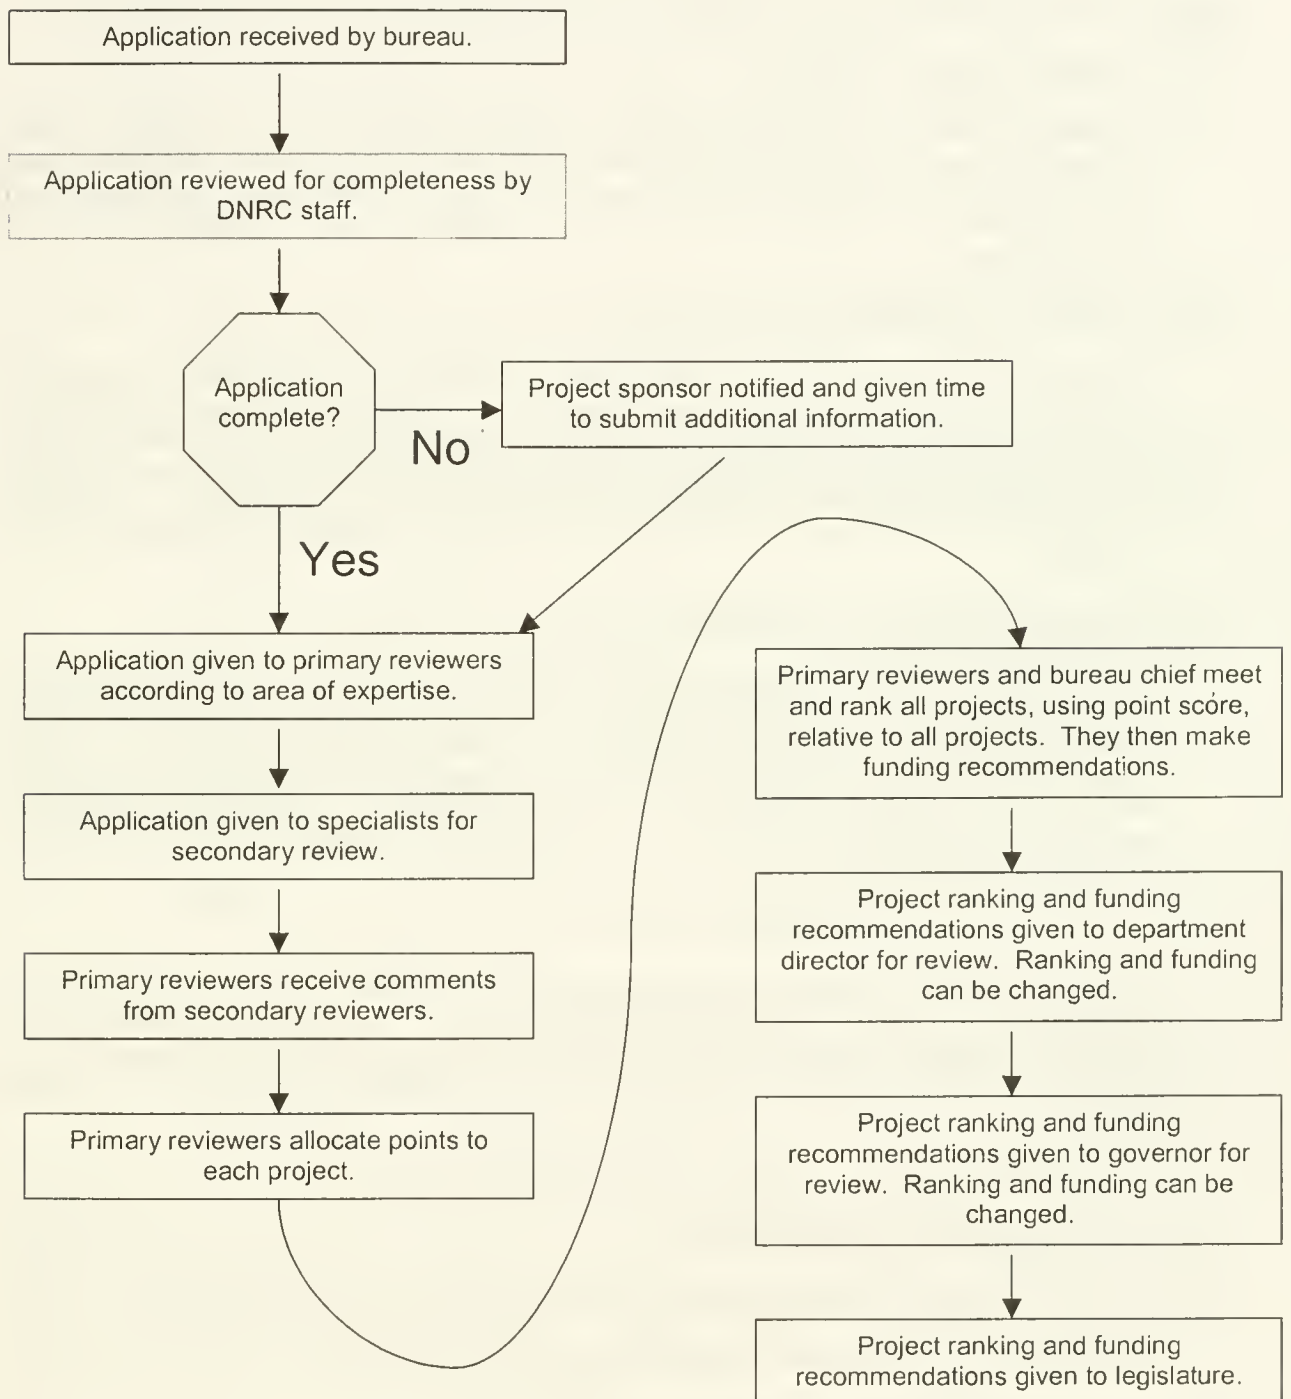 Application received by bureau.
Application reviewed for completeness by
DNRC staff.
Application
complete?
No
Project sponsor notified and given time
to submit additional information.
Yes
Application given to primary reviewers
according to area of expertise.
Application given to specialists for
secondary review.
Primary reviewers receive comments
from secondary reviewers.
Primary reviewers allocate points to
each project.
Primary reviewers and bureau chief meet
and rank all projects, using point score,
relative to all projects. They then make
funding recommendations.
Project ranking and funding
recommendations given to department
director for review. Ranking and funding
can be changed.
Project ranking and funding
recommendations given to governor for
review. Ranking and funding can be
changed.
Project ranking and funding
recommendations given to legislature.